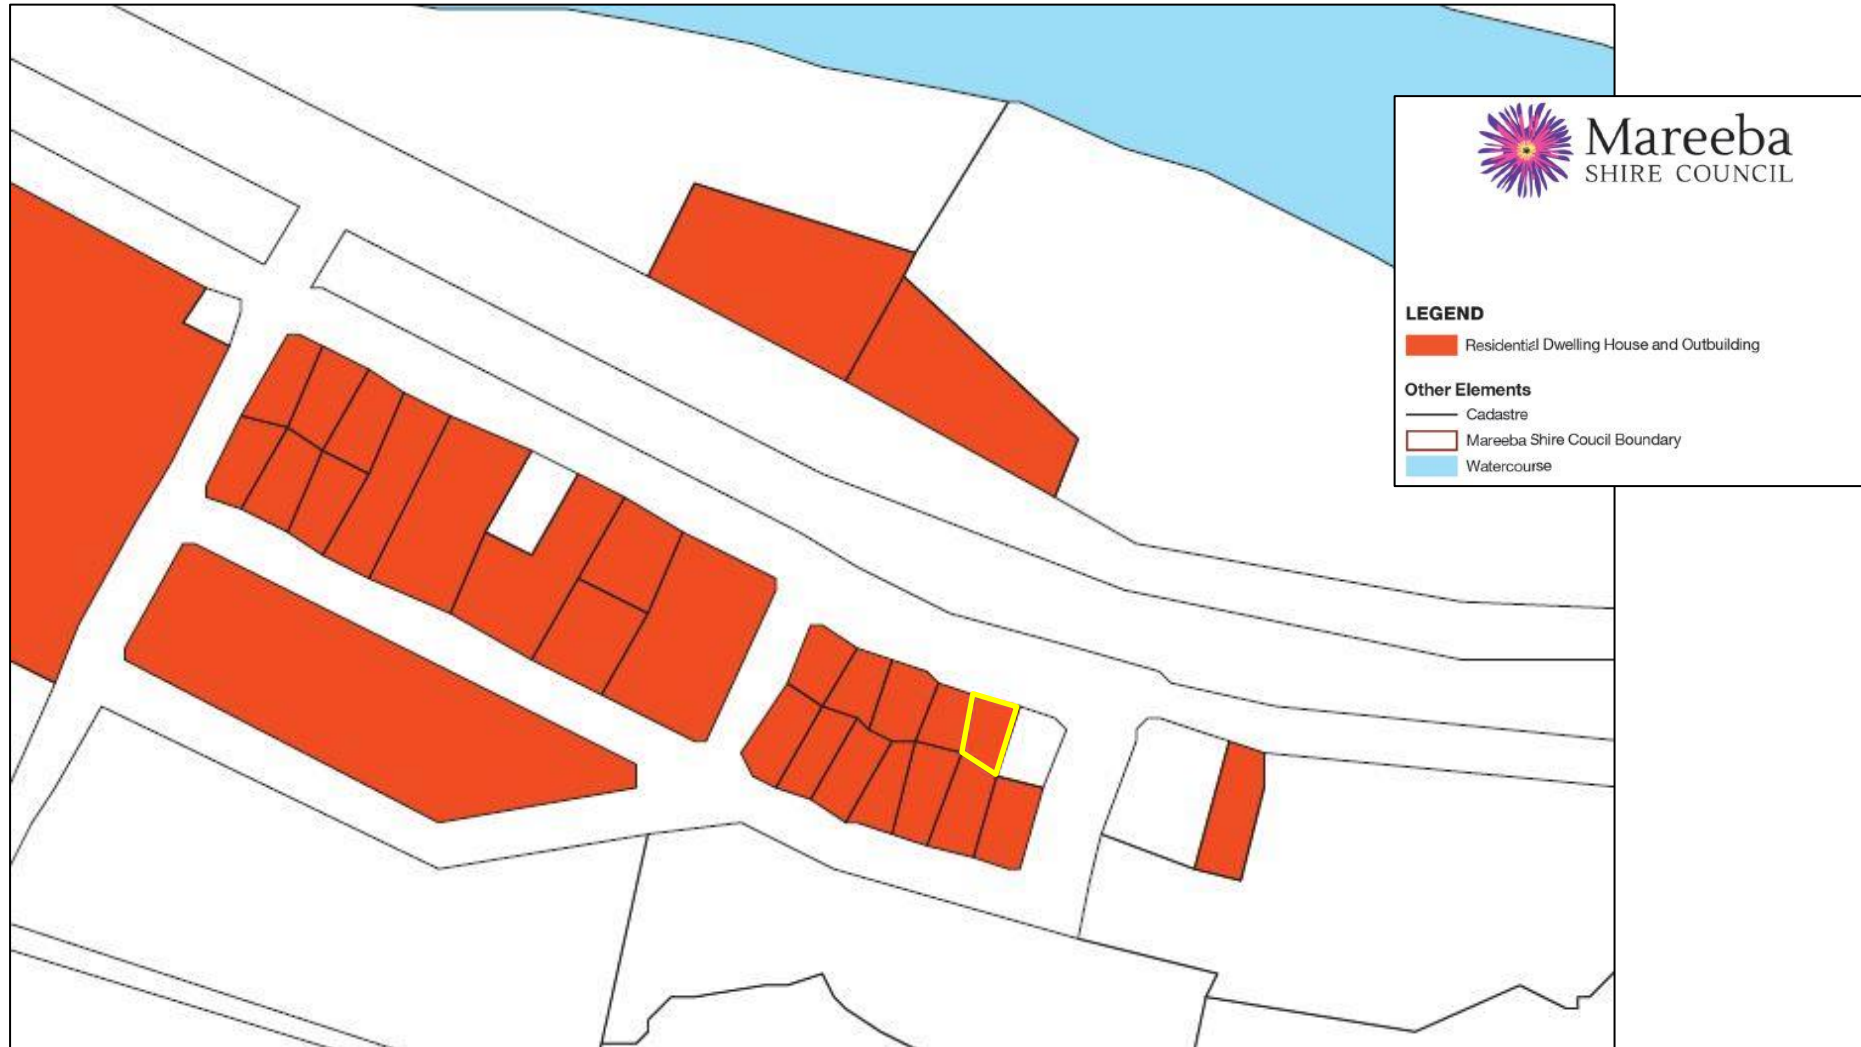 Mareeba
SHIRE COUNCIL
LEGEND
Residential Dwelling House and Outbuilding
Other Elements
Cadastre
Mareeba Shire Coucil Boundary
Watercourse